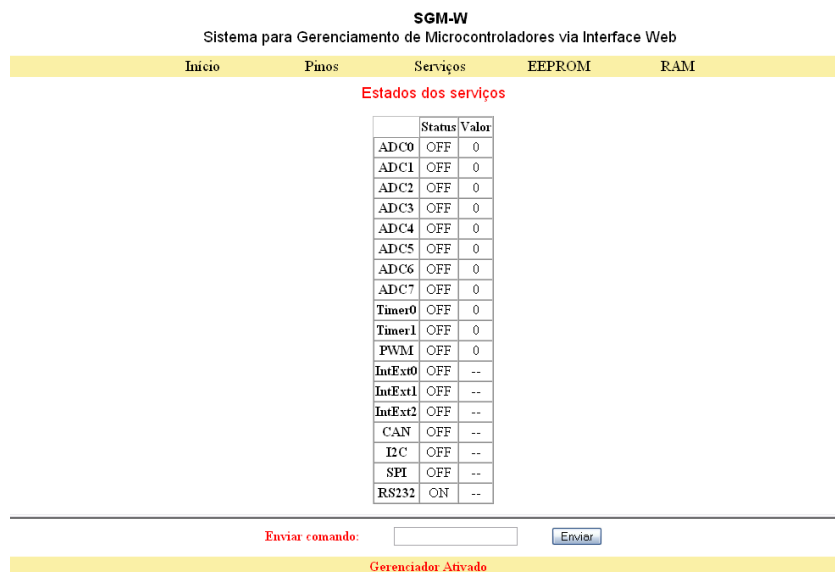 SGM-W
Sistema para Gerenciamento de Microcontroladores via Interface Web
Início Pinos Serviços EEPROM RAM
Estados dos serviços
Status Valor
ADC0 OFF 0
ADC1 OFF 0
ADC2 OFF 0
ADC3 OFF 0
ADC4 OFF 0
ADC5 OFF 0
ADC6 OFF 0
ADC7 OFF 0
Timer0 OFF 0
Timer1 OFF 0
PWM OFF 0
IntExt0 OFF --
IntExt1 OFF --
IntExt2 OFF --
CAN OFF --
I2C OFF --
SPI OFF --
RS232 ON --
Enviar comando: Enviar
Gerenciador Ativado